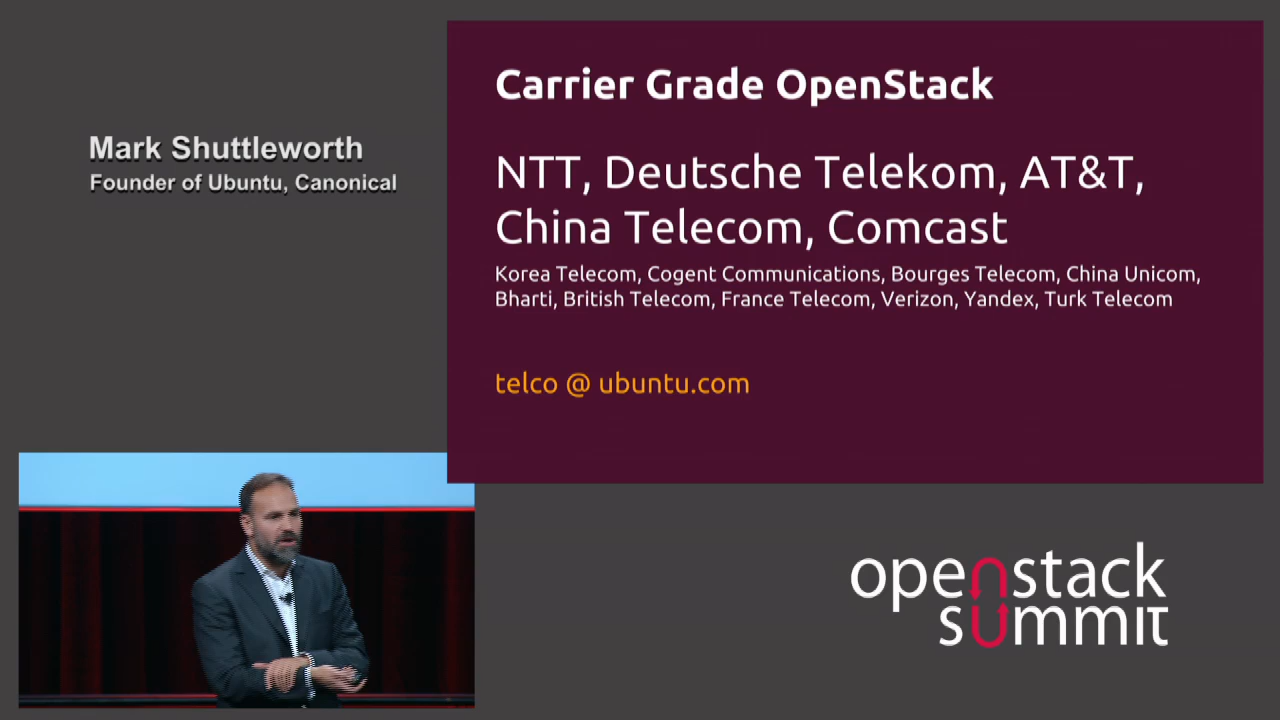 Mark Shuttleworth
Founder of Ubuntu, Canonical
Carrier Grade OpenStack
NTT, Deutsche Telekom, AT&T,
China Telecom, Comcast
Korea Telecom, Cogent Communications, Bourges Telecom, China Unicom,
Bharti, British Telecom, France Telecom, Verizon, Yandex, Turk Telecom
telco @ ubuntu.com
openstack
summit